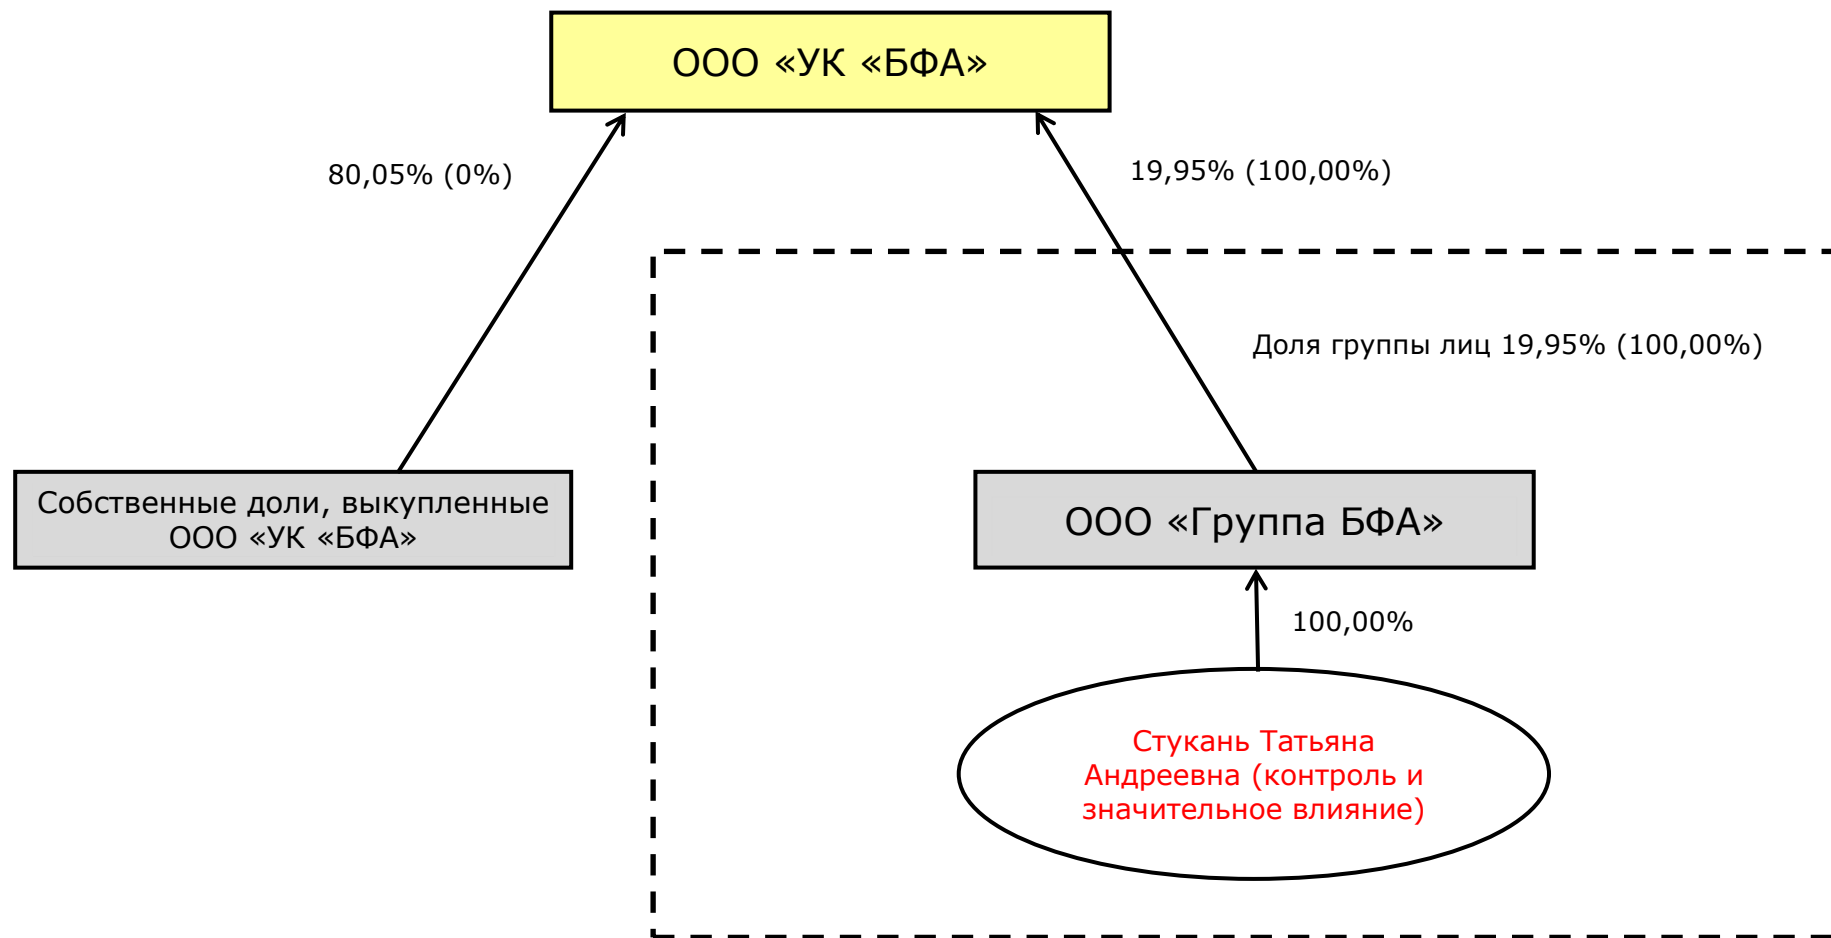 ООО «УК «БФА»
80,05% (0%)
19,95% (100,00%)
Доля группы лиц 19,95% (100,00%)
Собственные доли, выкупленные
ООО «УК «БФА»
ООО «Группа БФА»
100,00%
Стукань Татьяна
Андреевна (контроль и
значительное влияние)